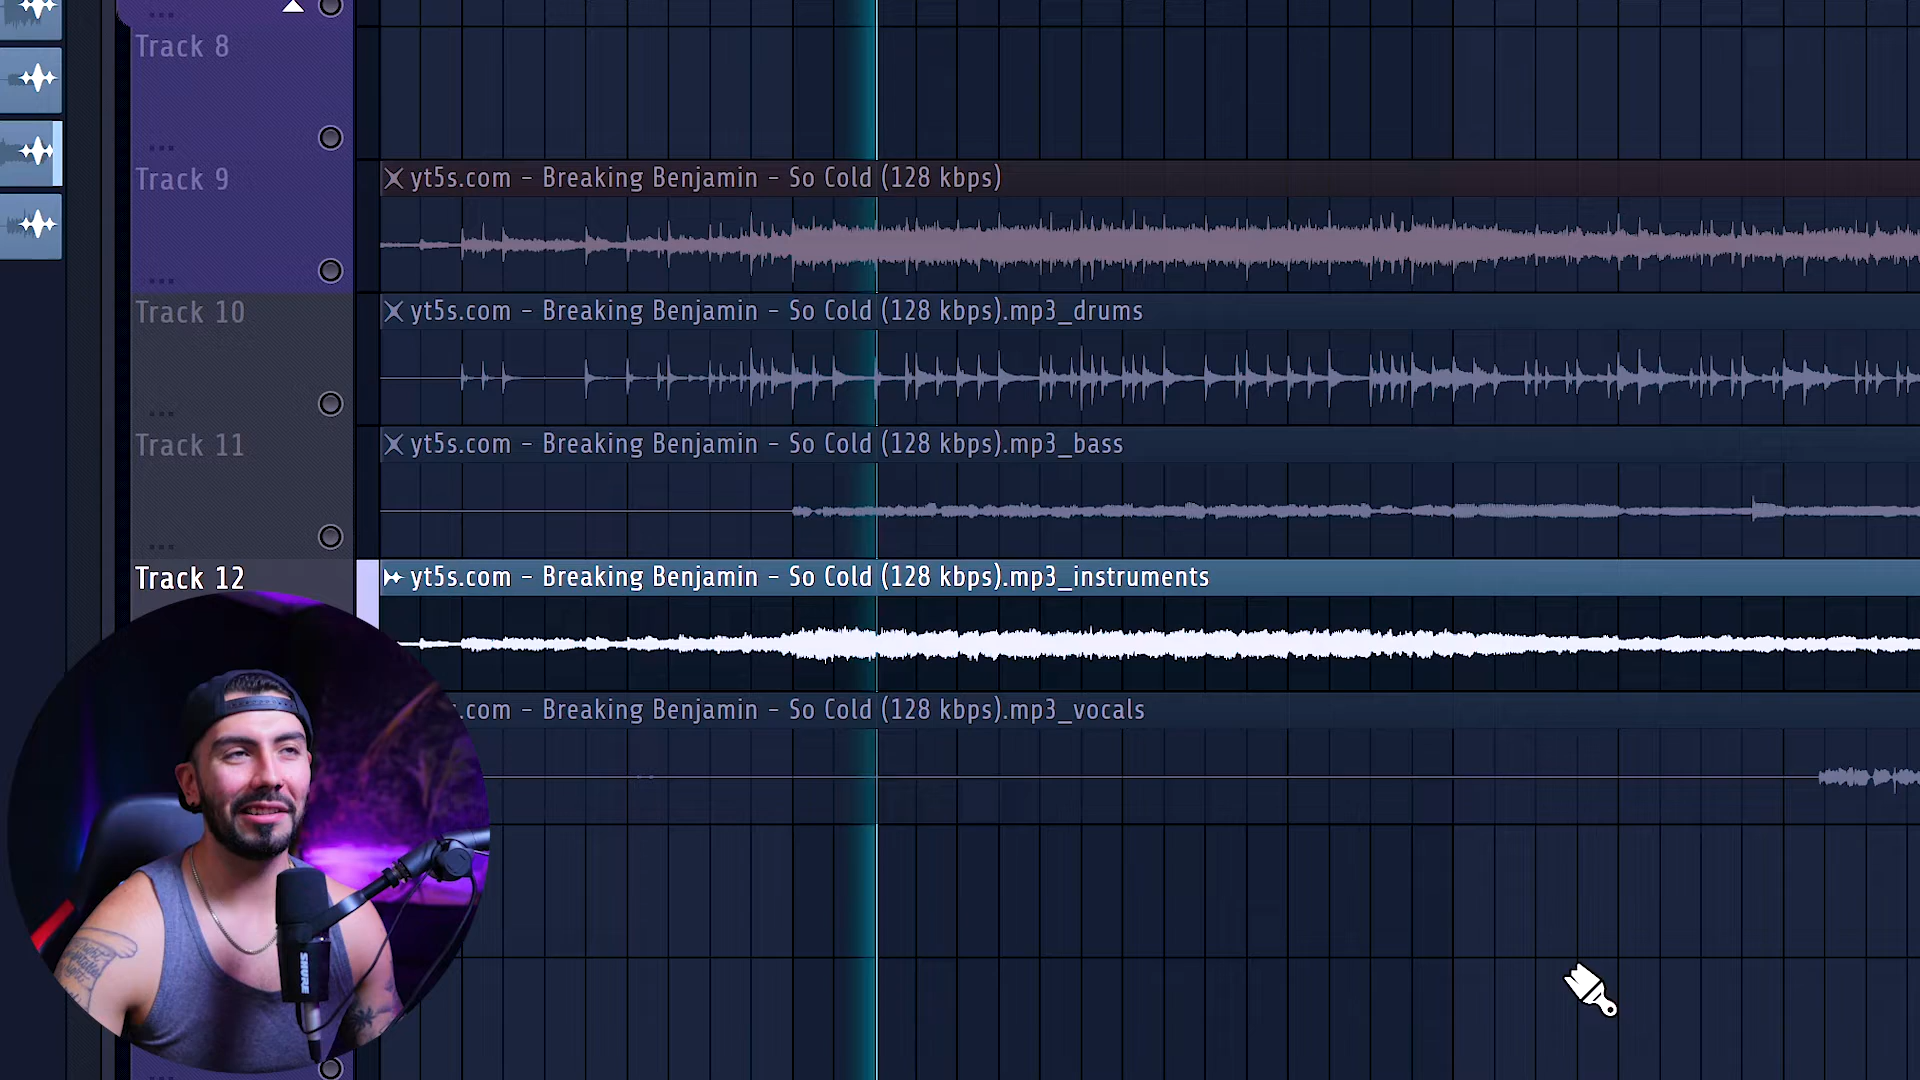 Track 8
Track 9
yt5s.com - Breaking Benjamin - So Cold (128 kbps)
Track 10
yt5s.com - Breaking Benjamin - So Cold (128 kbps).mp3_drums
Track 11
yt5s.com - Breaking Benjamin - So Cold (128 kbps).mp3_bass
Track 12
yt5s.com - Breaking Benjamin - So Cold (128 kbps).mp3_instruments
.com - Breaking Benjamin - So Cold (128 kbps).mp3_vocals
SHURE